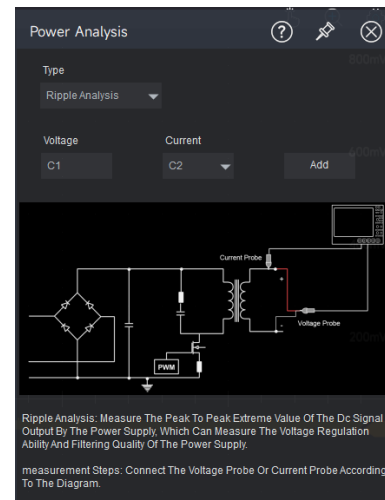 Power Analysis
?
800m
Type
Ripple Analysis
Voltage
Current
600m
C1
C2
Add
Current Probe
+
Voltage Probe
-
200m
PWM
Ripple Analysis: Measure The Peak To Peak Extreme Value Of The Dc Signal
Output By The Power Supply, Which Can Measure The Voltage Regulation
Ability And Filtering Quality Of The Power Supply.
measurement Steps: Connect The Voltage Probe Or Current Probe According
To The Diagram.